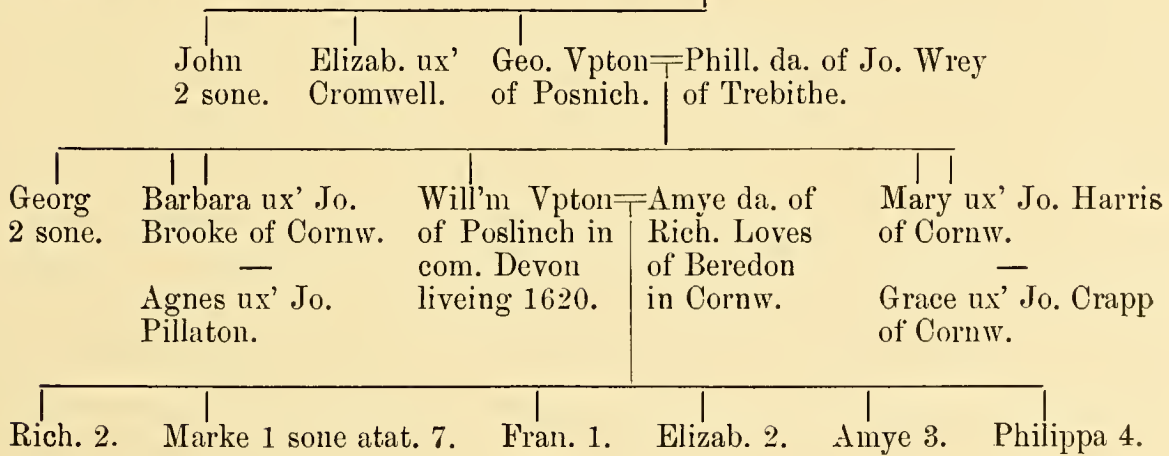 John
2 sone.
Elizab. ux'
Cromwell.
Geo. Vpton
of Posnich.
Phill. da. of Jo. Wrey
of Trebithe.
Georg
2 sone.
Barbara ux' Jo.
Brooke of Cornw.
—
Agnes ux' Jo.
Pillaton.
Will'm Vpton
of Poslinch in
com. Devon
liveing 1620.
Amye da. of
Rich. Loves
of Beredon
in Cornw.
Mary ux' Jo. Harris
of Cornw.
—
Grace ux' Jo. Crapp
of Cornw.
Rich. 2. Marke 1 sone atat. 7. Fran. 1. Elizab. 2. Amye 3. Philippa 4.